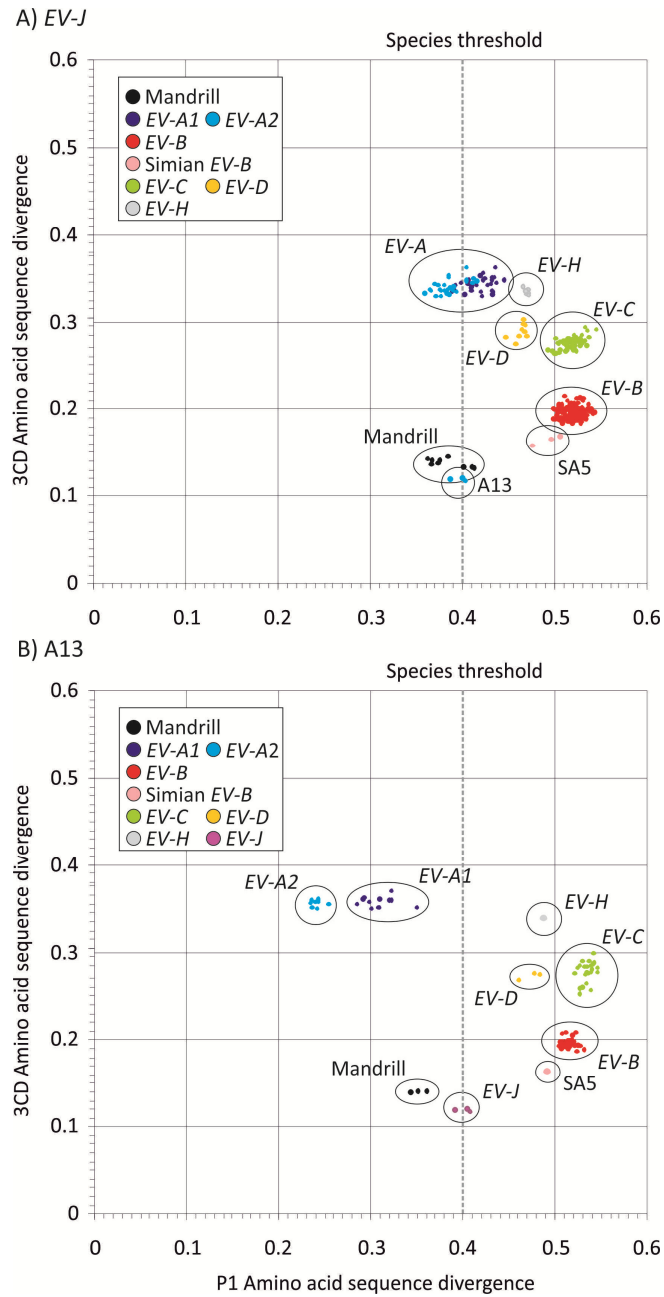 A) EV-J
Species threshold
0.6
0.5
0.4
0.3
0.2
0.1
0
3CD Amino acid sequence divergence
Mandrill
EV-A1 EV-A2
EV-B
Simian EV-B
EV-C EV-D
EV-H
EV-A
EV-H
EV-C
EV-D
EV-B
Mandrill
SA5
A13
0 0.1 0.2 0.3 0.4 0.5 0.6
B) A13
Species threshold
0.6
0.5
0.4
0.3
0.2
0.1
0
3CD Amino acid sequence divergence
Mandrill
EV-A1 EV-A2
EV-B
Simian EV-B
EV-C EV-D
EV-H EV-J
EV-A2 EV-A1
EV-H
EV-C
EV-D
EV-B
Mandrill EV-J SA5
0 0.1 0.2 0.3 0.4 0.5 0.6
P1 Amino acid sequence divergence